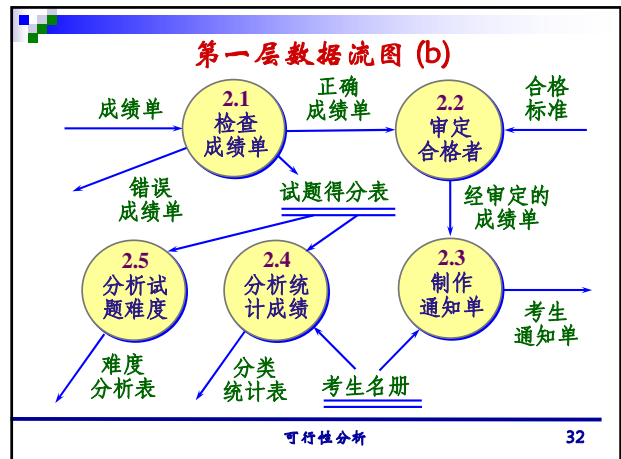 第一层数据流图 (b)
成绩单
2.1
检查
成绩单
正确
成绩单
2.2
审定
合格者
合格
标准
错误
成绩单
试题得分表
经审定的
成绩单
2.5
分析试
题难度
2.4
分析统
计成绩
2.3
制作
通知单
考生
通知单
难度
分析表
分类
统计表
考生名册
可行性分析
32